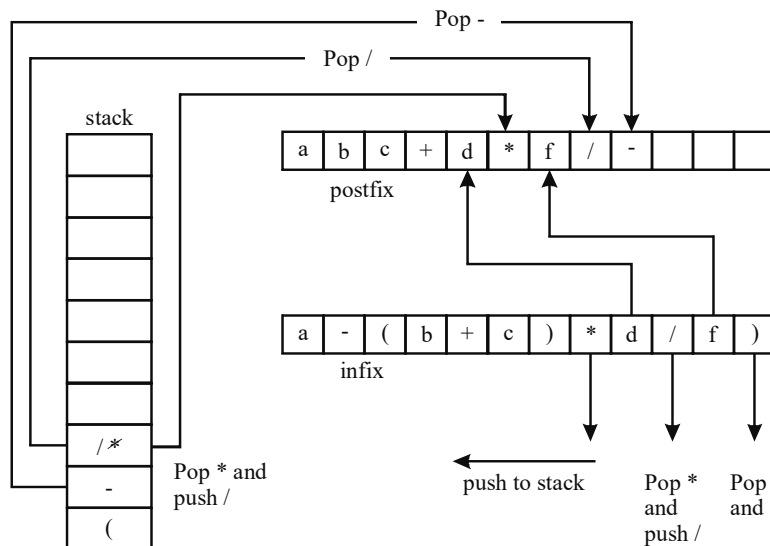 Pop -
Pop /
stack
a b c + d * f / -
postfix
a - ( b + c ) * d / f )
infix
/ *
-
(
Pop * and
push /
push to stack
Pop *
and
push /
Pop
and